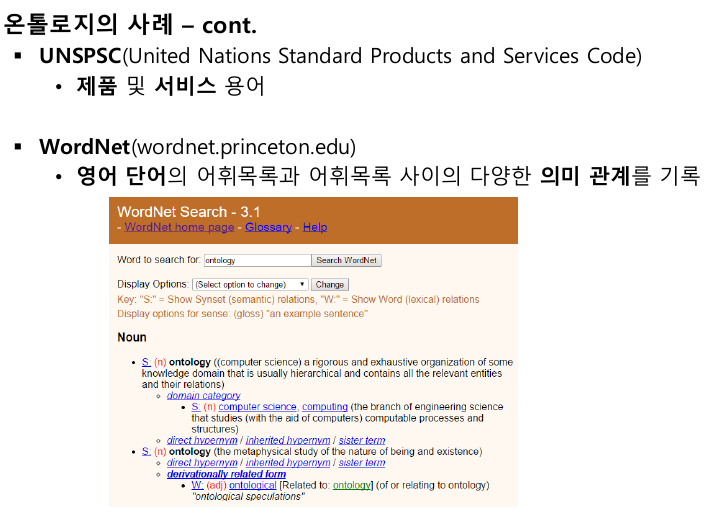 온톨로지의 사례 – cont.
▪ UNSPSC(United Nations Standard Products and Services Code)
• 제품 및 서비스 용어
▪ WordNet(wordnet.princeton.edu)
• 영어 단어의 어휘목록과 어휘목록 사이의 다양한 의미 관계를 기록
WordNet Search - 3.1
- WordNet home page - Glossary - Help
Word to search for: ontology Search WordNet
Display Options: (Select option to change) Change
Key: "S:" = Show Synset (semantic) relations, "W:" = Show Word (lexical) relations
Display options for sense: (gloss) "an example sentence"
Noun
• S: (n) ontology ((computer science) a rigorous and exhaustive organization of some
knowledge domain that is usually hierarchical and contains all the relevant entities
and their relations)
◦ domain category
• S: (n) computer science, computing (the branch of engineering science
that studies (with the aid of computers) computable processes and
structures)
◦ direct hypernym / inherited hypernym / sister term
• S: (n) ontology (the metaphysical study of the nature of being and existence)
◦ direct hypernym / inherited hypernym / sister term
◦ derivationally related form
• W: (adj) ontological [Related to: ontology] (of or relating to ontology)
"ontological speculations"